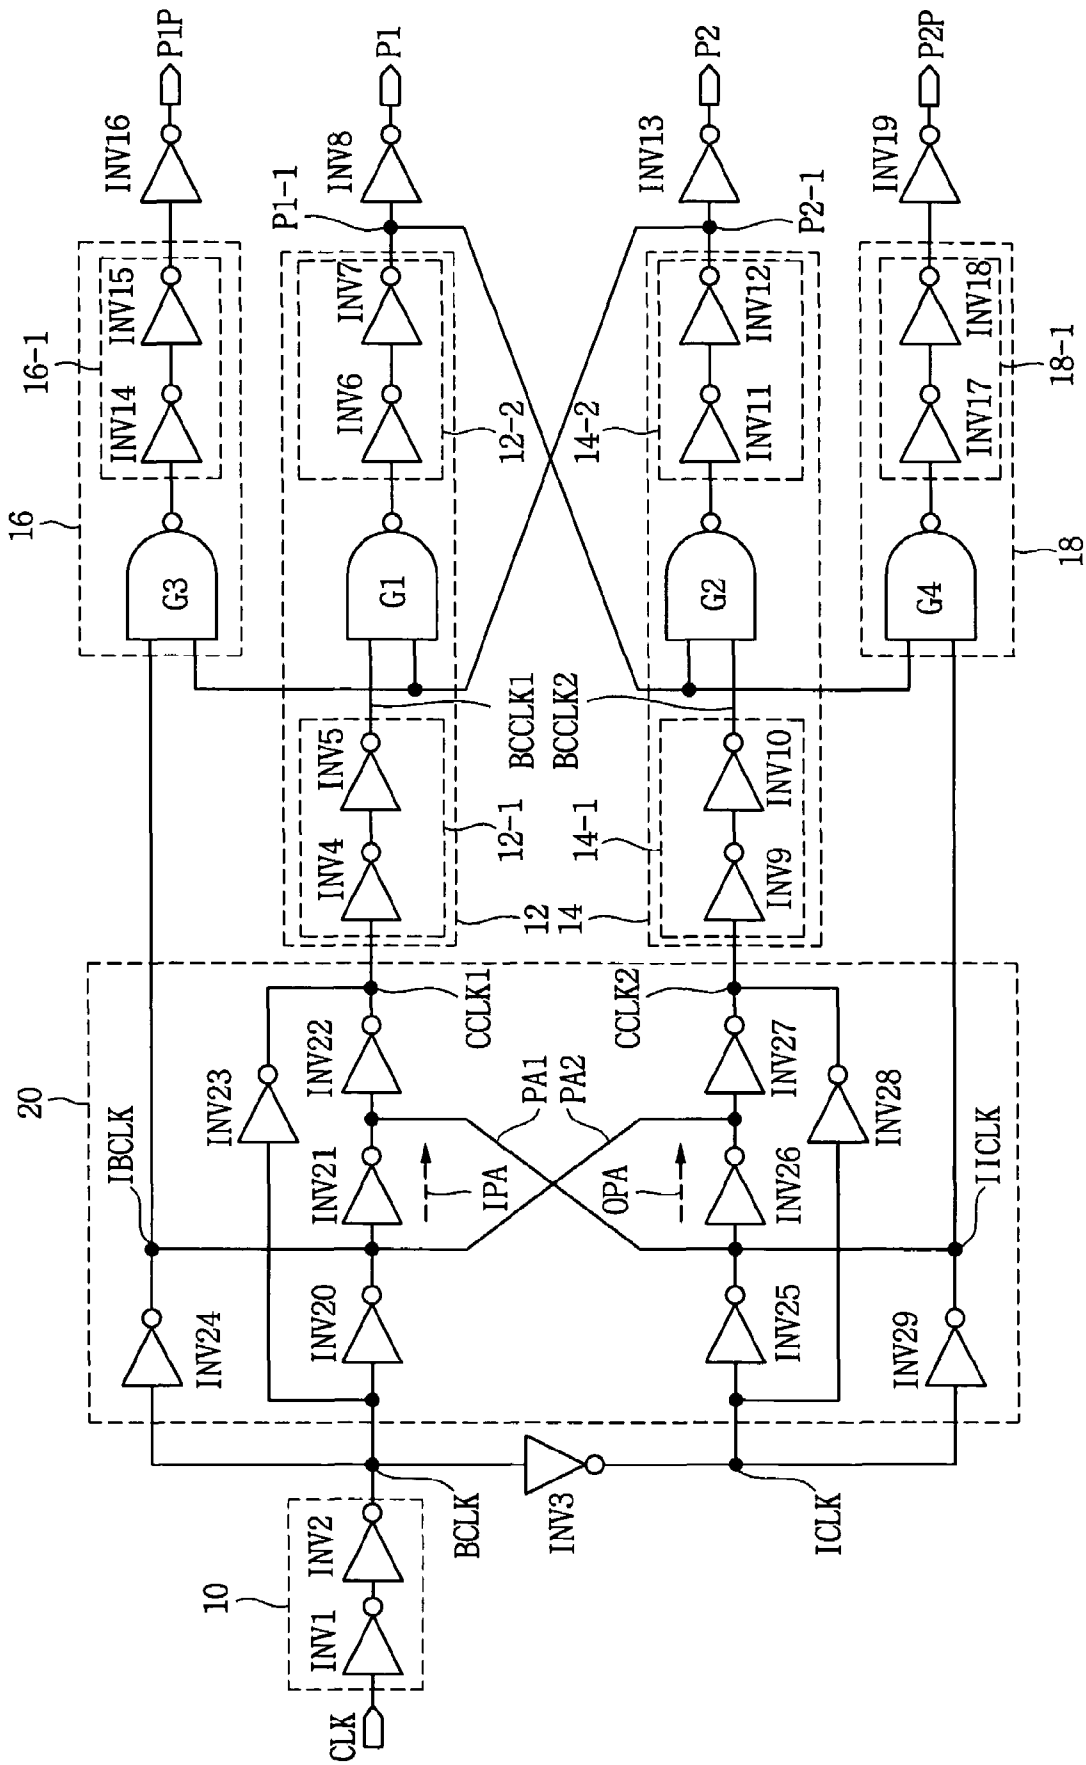 CLK
10
INV1
INV2
BCLK
INV3
ICLK
20
IBCLK
INV24
INV20
INV23
INV21
INV22
IPA
PA1
PA2
OPA
CCLK1
CCLK2
INV25
INV26
INV27
INV28
INV29
IICLK
12
12-1
INV4
INV5
BCCLK1
G1
12-2
INV6
INV7
P1-1
INV8
P1
14
14-1
INV9
INV10
BCCLK2
G2
14-2
INV11
INV12
P2-1
INV13
P2
16
G3
16-1
INV14
INV15
INV16
P1P
18
G4
18-1
INV17
INV18
INV19
P2P